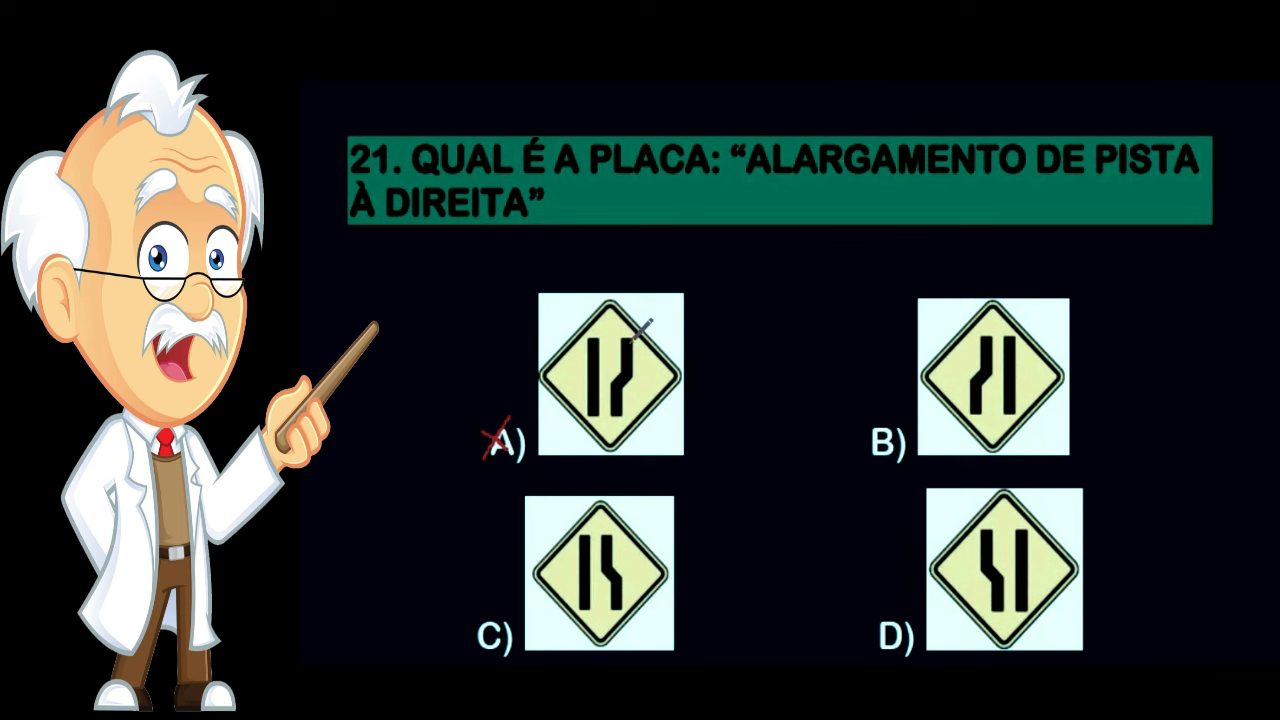 21. QUAL É A PLACA: “ALARGAMENTO DE PISTA
À DIREITA”
A)
B)
C)
D)